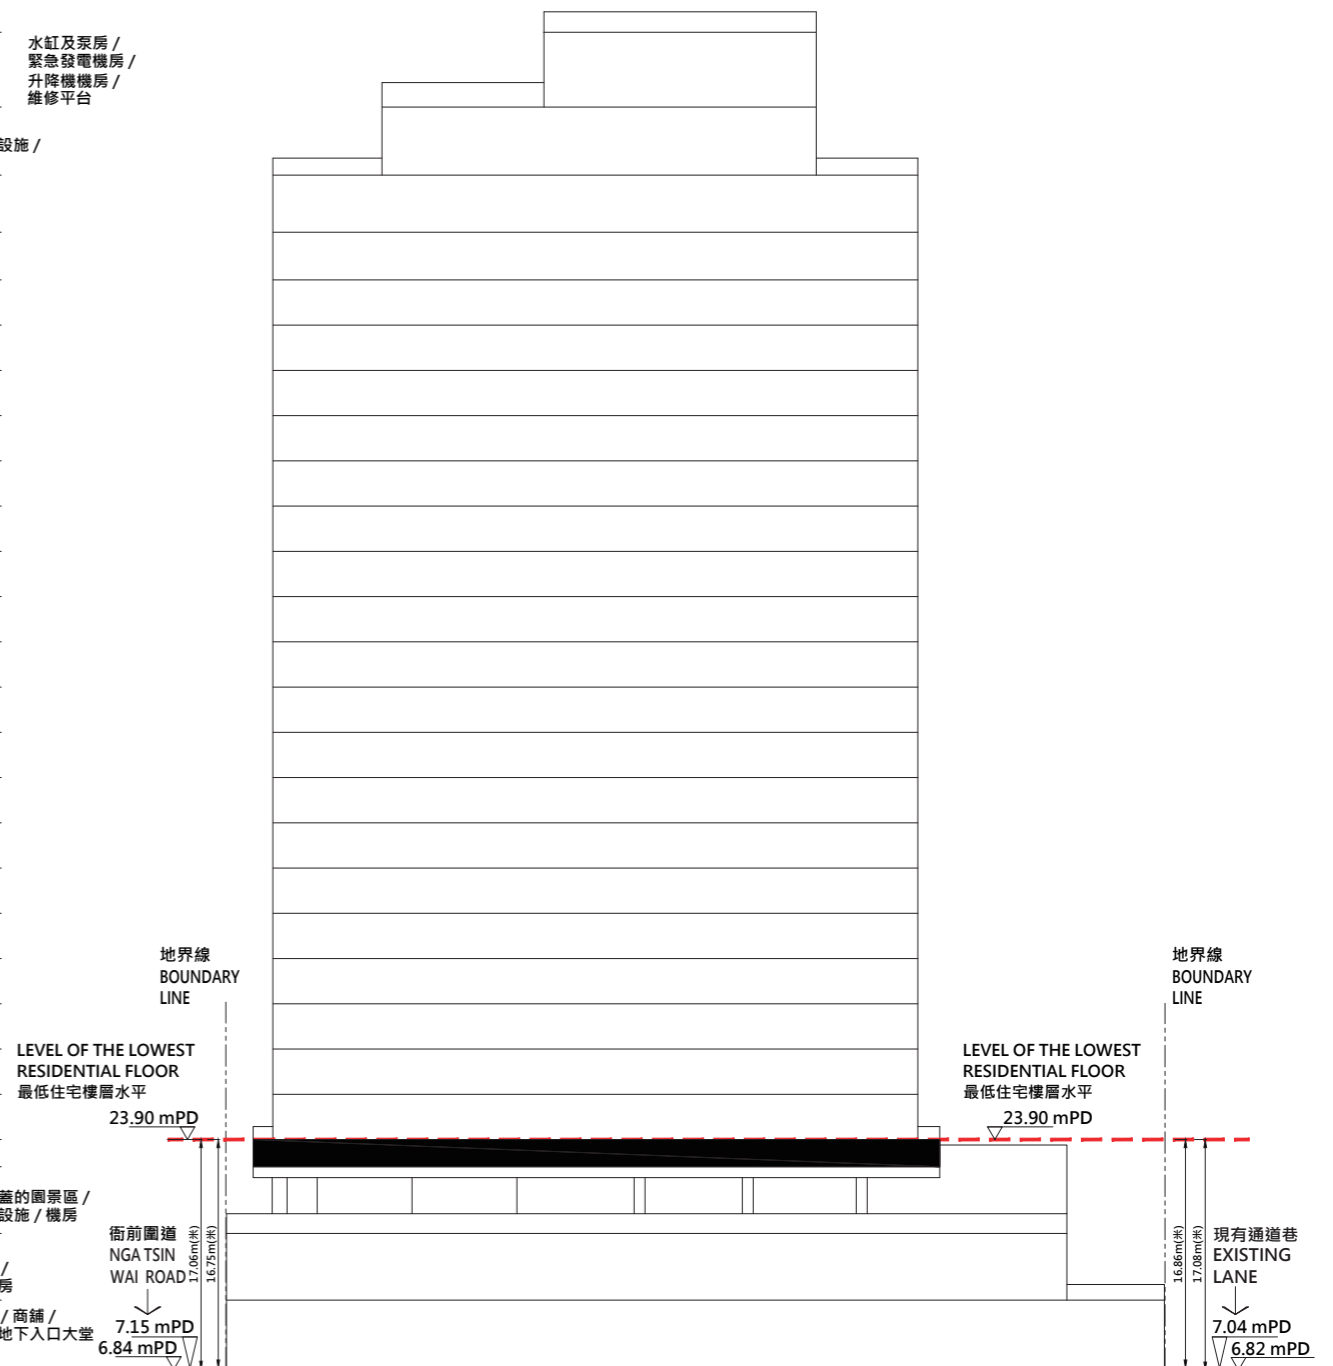 水缸及泵房 /
緊急發電機房 /
升降機機房 /
維修平台
設施 /
地界線
BOUNDARY
LINE
地界線
BOUNDARY
LINE
LEVEL OF THE LOWEST
RESIDENTIAL FLOOR
最低住宅樓層水平
23.90 mPD
LEVEL OF THE LOWEST
RESIDENTIAL FLOOR
最低住宅樓層水平
23.90 mPD
蓋的園景區 /
設施 / 機房
衙前圍道
NGA TSIN
WAI ROAD
17.06m(米)
16.75m(米)
16.86m(米)
17.08m(米)
現有通道巷
EXISTING
LANE
/
房
/ 商舖 /
地下入口大堂
7.15 mPD
6.84 mPD
7.04 mPD
6.82 mPD